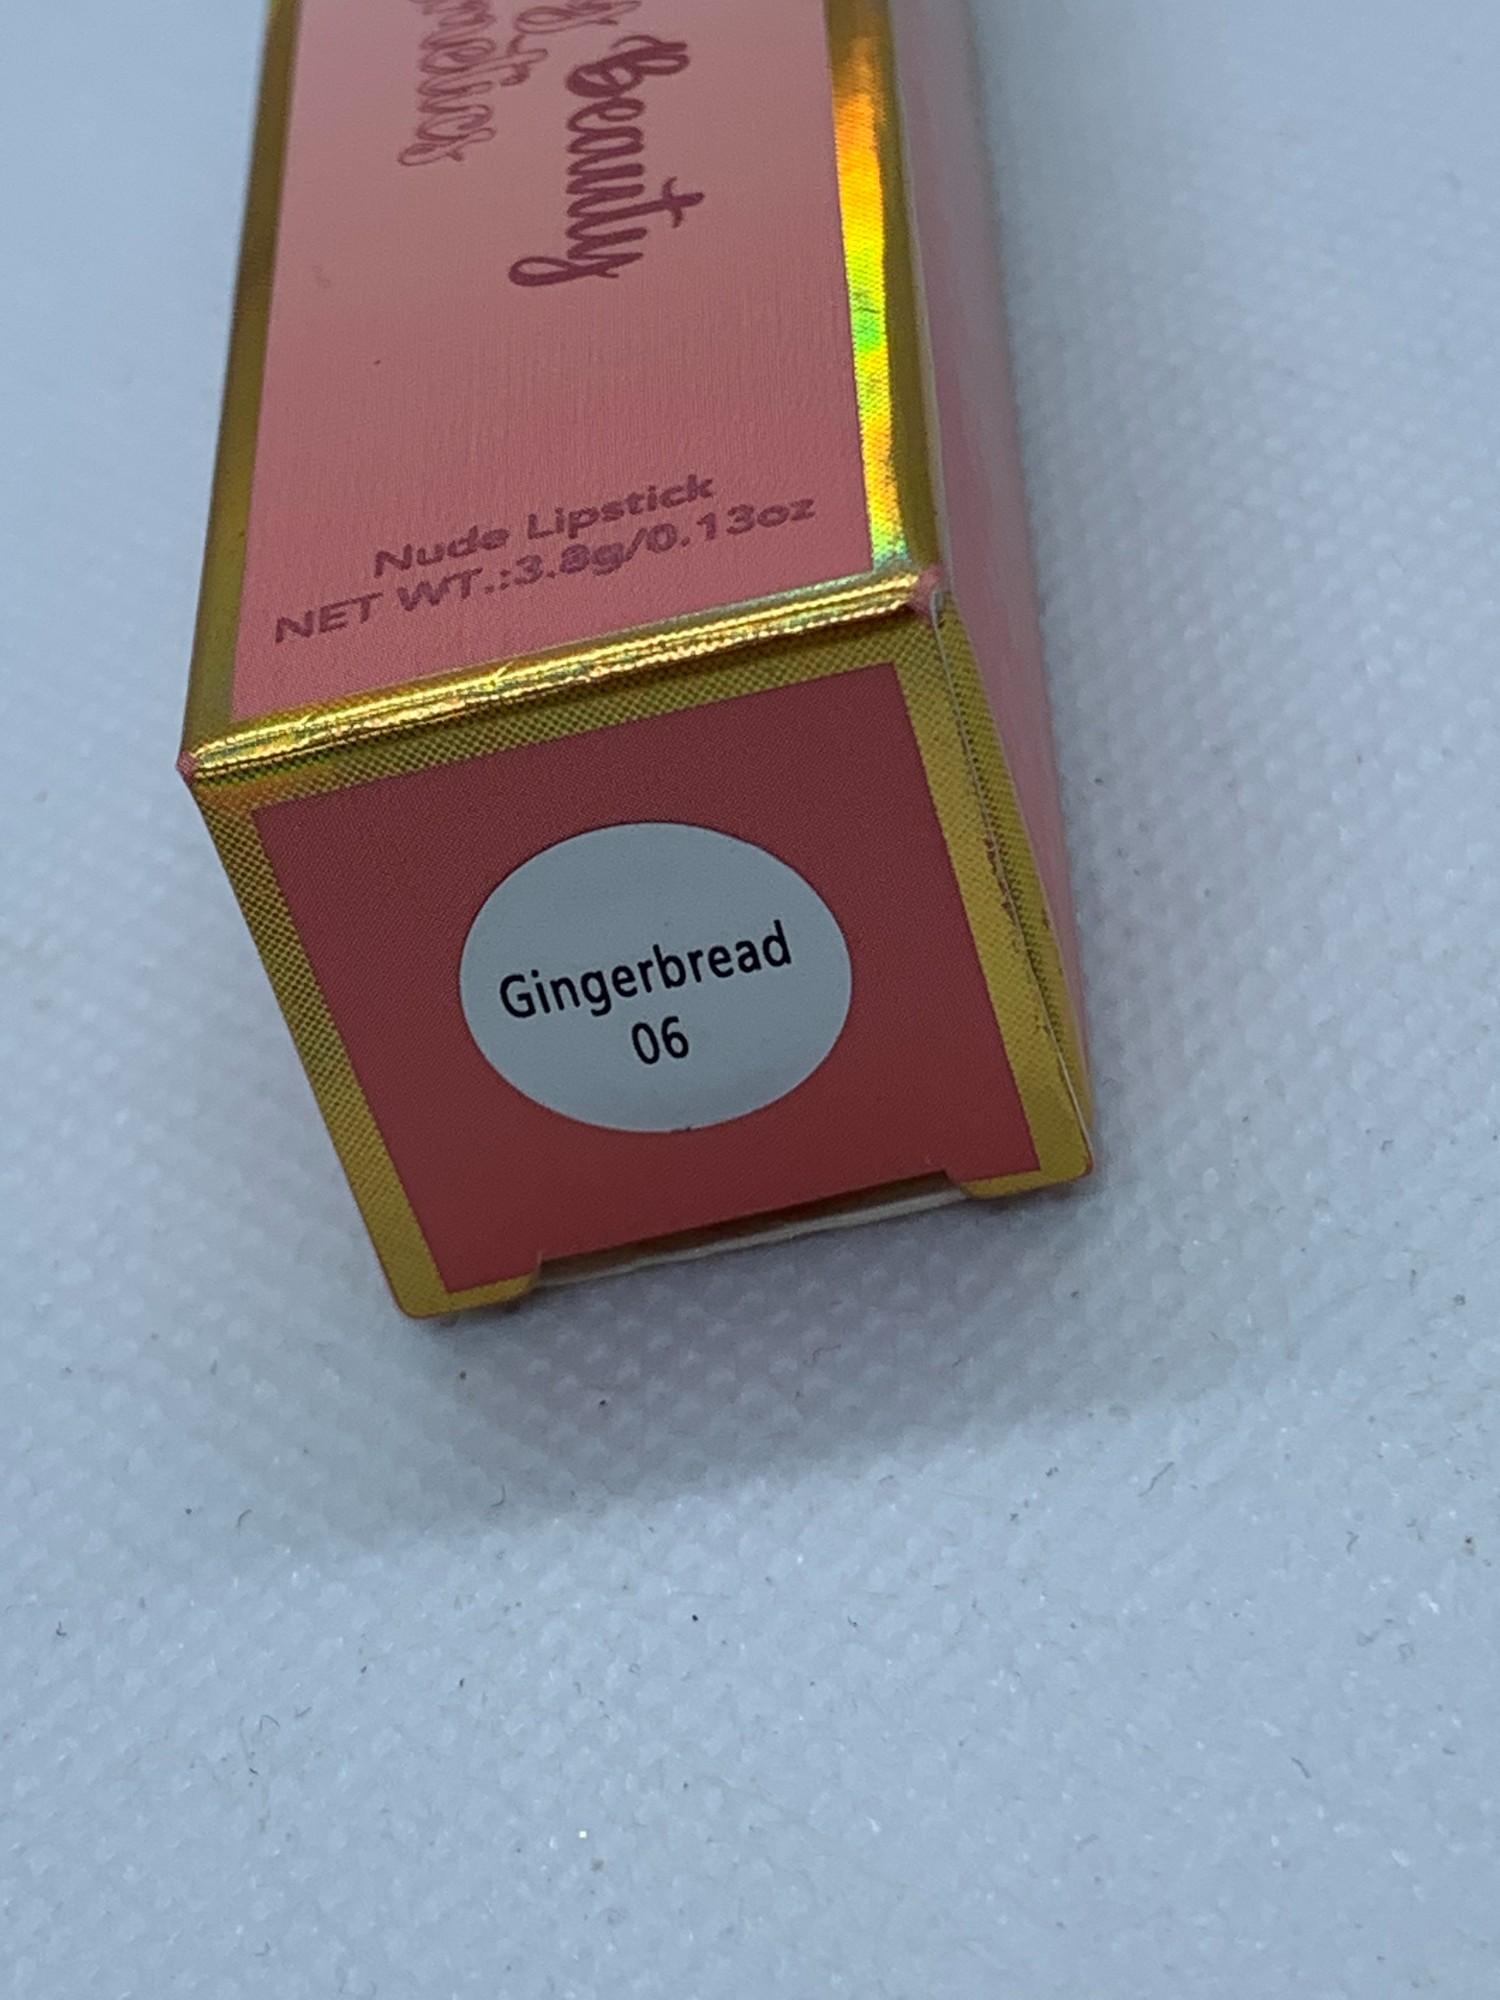 Beauty
Nude Lipstick
NET WT.:3.8g/0.13oz
Gingerbread
06